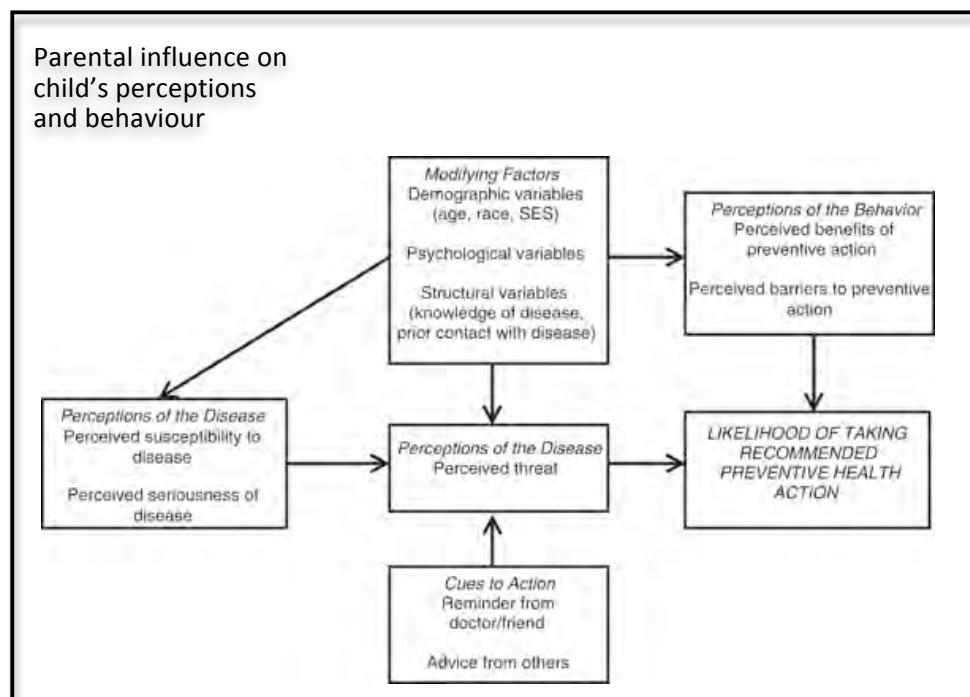 Parental influence on
child's perceptions
and behaviour
Modifying Factors
Demographic variables
(age, race, SES)
Psychological variables
Structural variables
(knowledge of disease,
prior contact with disease)
Perceptions of the Behavior
Perceived benefits of
preventive action
Perceived barriers to preventive
action
Perceptions of the Disease
Perceived susceptibility to
disease
Perceived seriousness of
disease
Perceptions of the Disease
Perceived threat
LIKELIHOOD OF TAKING
RECOMMENDED
PREVENTIVE HEALTH
ACTION
Cues to Action
Reminder from
doctor/friend
Advice from others